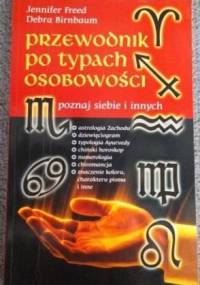 Jennifer Freed
Debra Birnbaum
PRZEWODNIK
PO TYPACH
OSOBOWOŚCI
poznaj siebie i innych
astrologia Zachodu
dziewięciogram
typologia Ayurvedy
chiński horoskop
numerologia
chiromancja
znaczenie koloru,
charakteru pisma
i inne